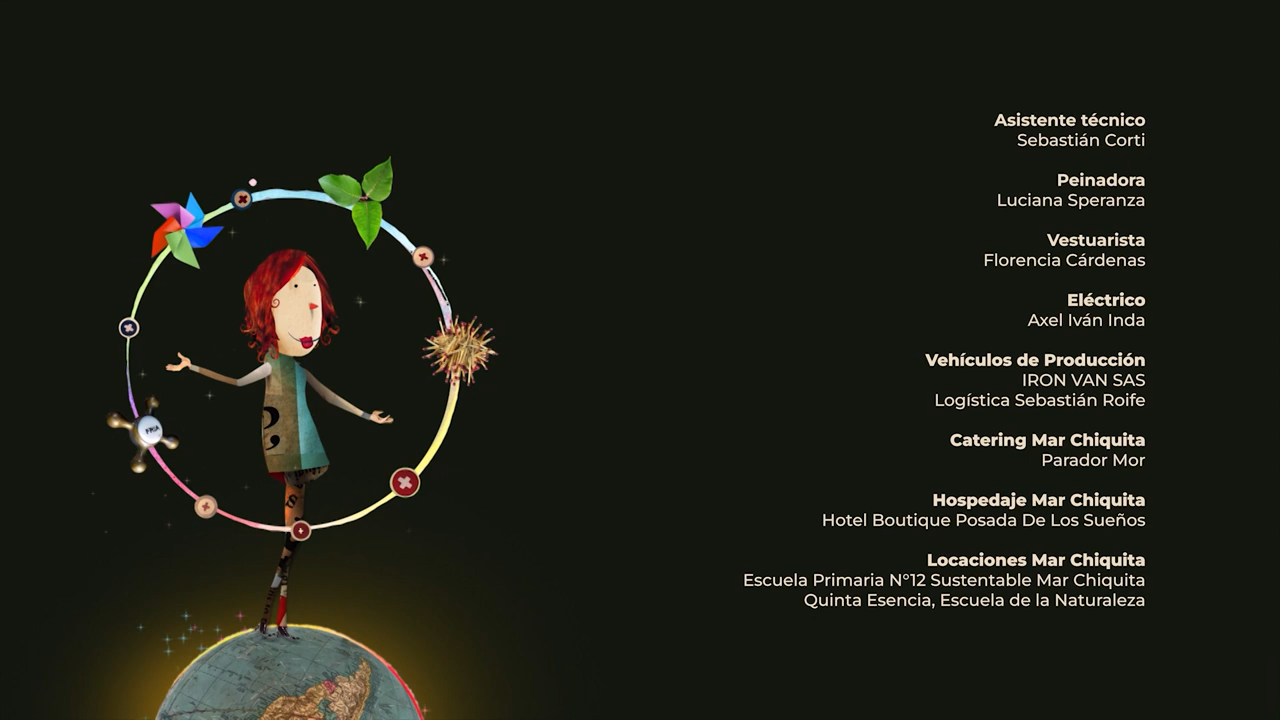 Asistente técnico
Sebastián Corti
Peinadora
Luciana Speranza
Vestuarista
Florencia Cárdenas
Eléctrico
Axel Iván Inda
Vehículos de Producción
IRON VAN SAS
Logística Sebastián Roife
Catering Mar Chiquita
Parador Mor
Hospedaje Mar Chiquita
Hotel Boutique Posada De Los Sueños
Locaciones Mar Chiquita
Escuela Primaria N°12 Sustentable Mar Chiquita
Quinta Esencia, Escuela de la Naturaleza
FRIA